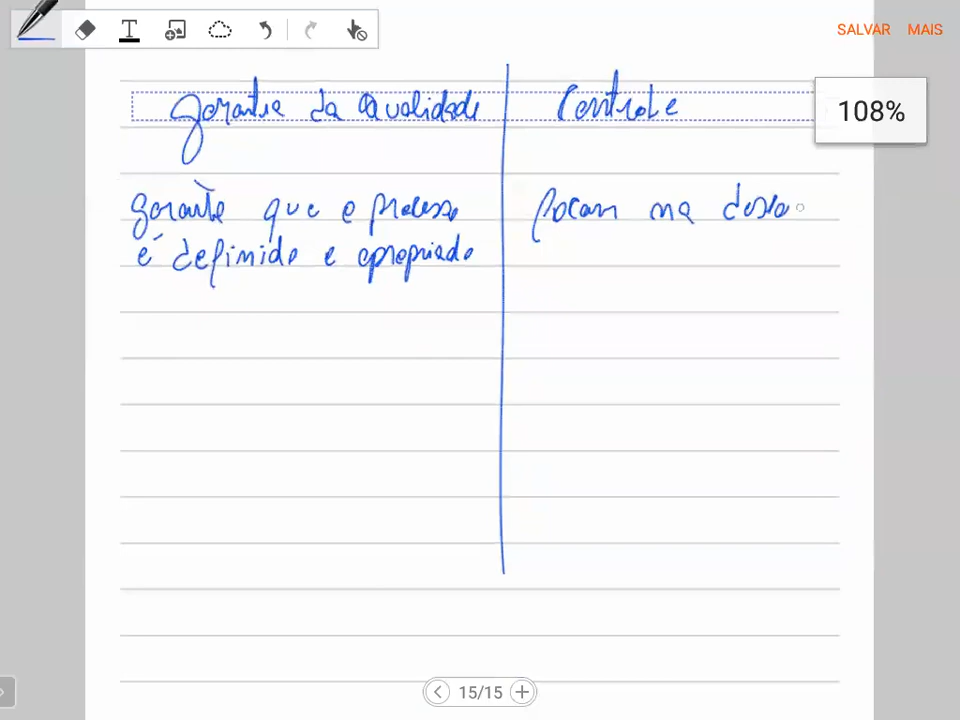 SALVAR MAIS
108%
Garantia da Qualidade
Controle
garante que o processo
é definido e apropriado
focam na
15/15